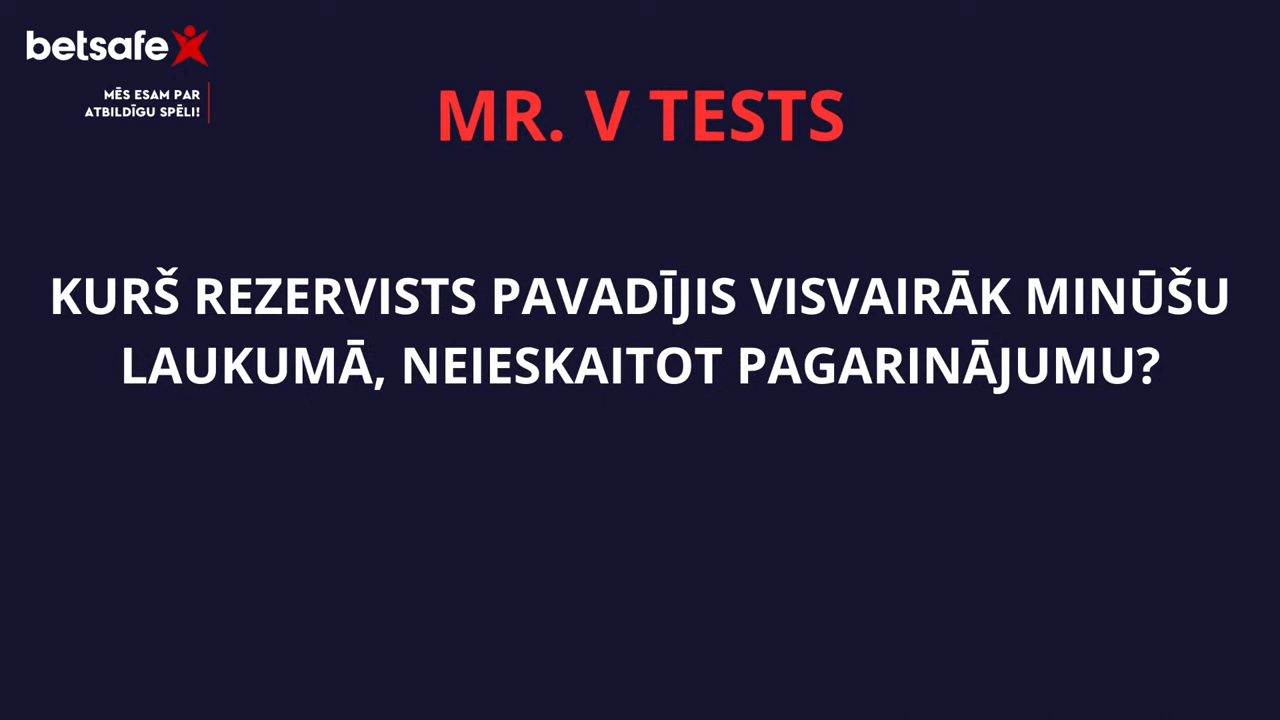 betsafe
MĒS ESAM PAR
ATBILDĪGU SPĒLI!
MR. V TESTS
KURŠ REZERVISTS PAVADĪJIS VISVAIRĀK MINŪŠU
LAUKUMĀ, NEIESKAITOT PAGARINĀJUMU?